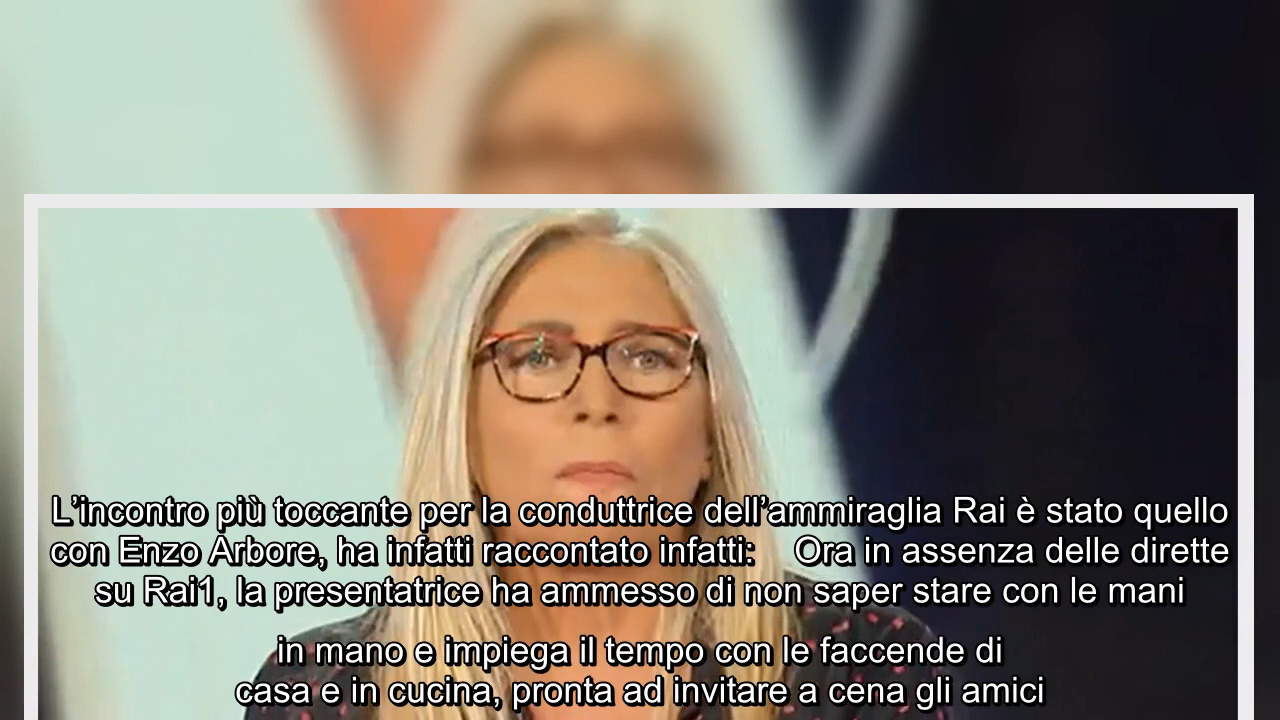 L’incontro più toccante per la conduttrice dell’ammiraglia Rai è stato quello
con Enzo Arbore, ha infatti raccontato infatti: Ora in assenza delle dirette
su Rai1, la presentatrice ha ammesso di non saper stare con le mani
in mano e impiega il tempo con le faccende di
casa e in cucina, pronta ad invitare a cena gli amici